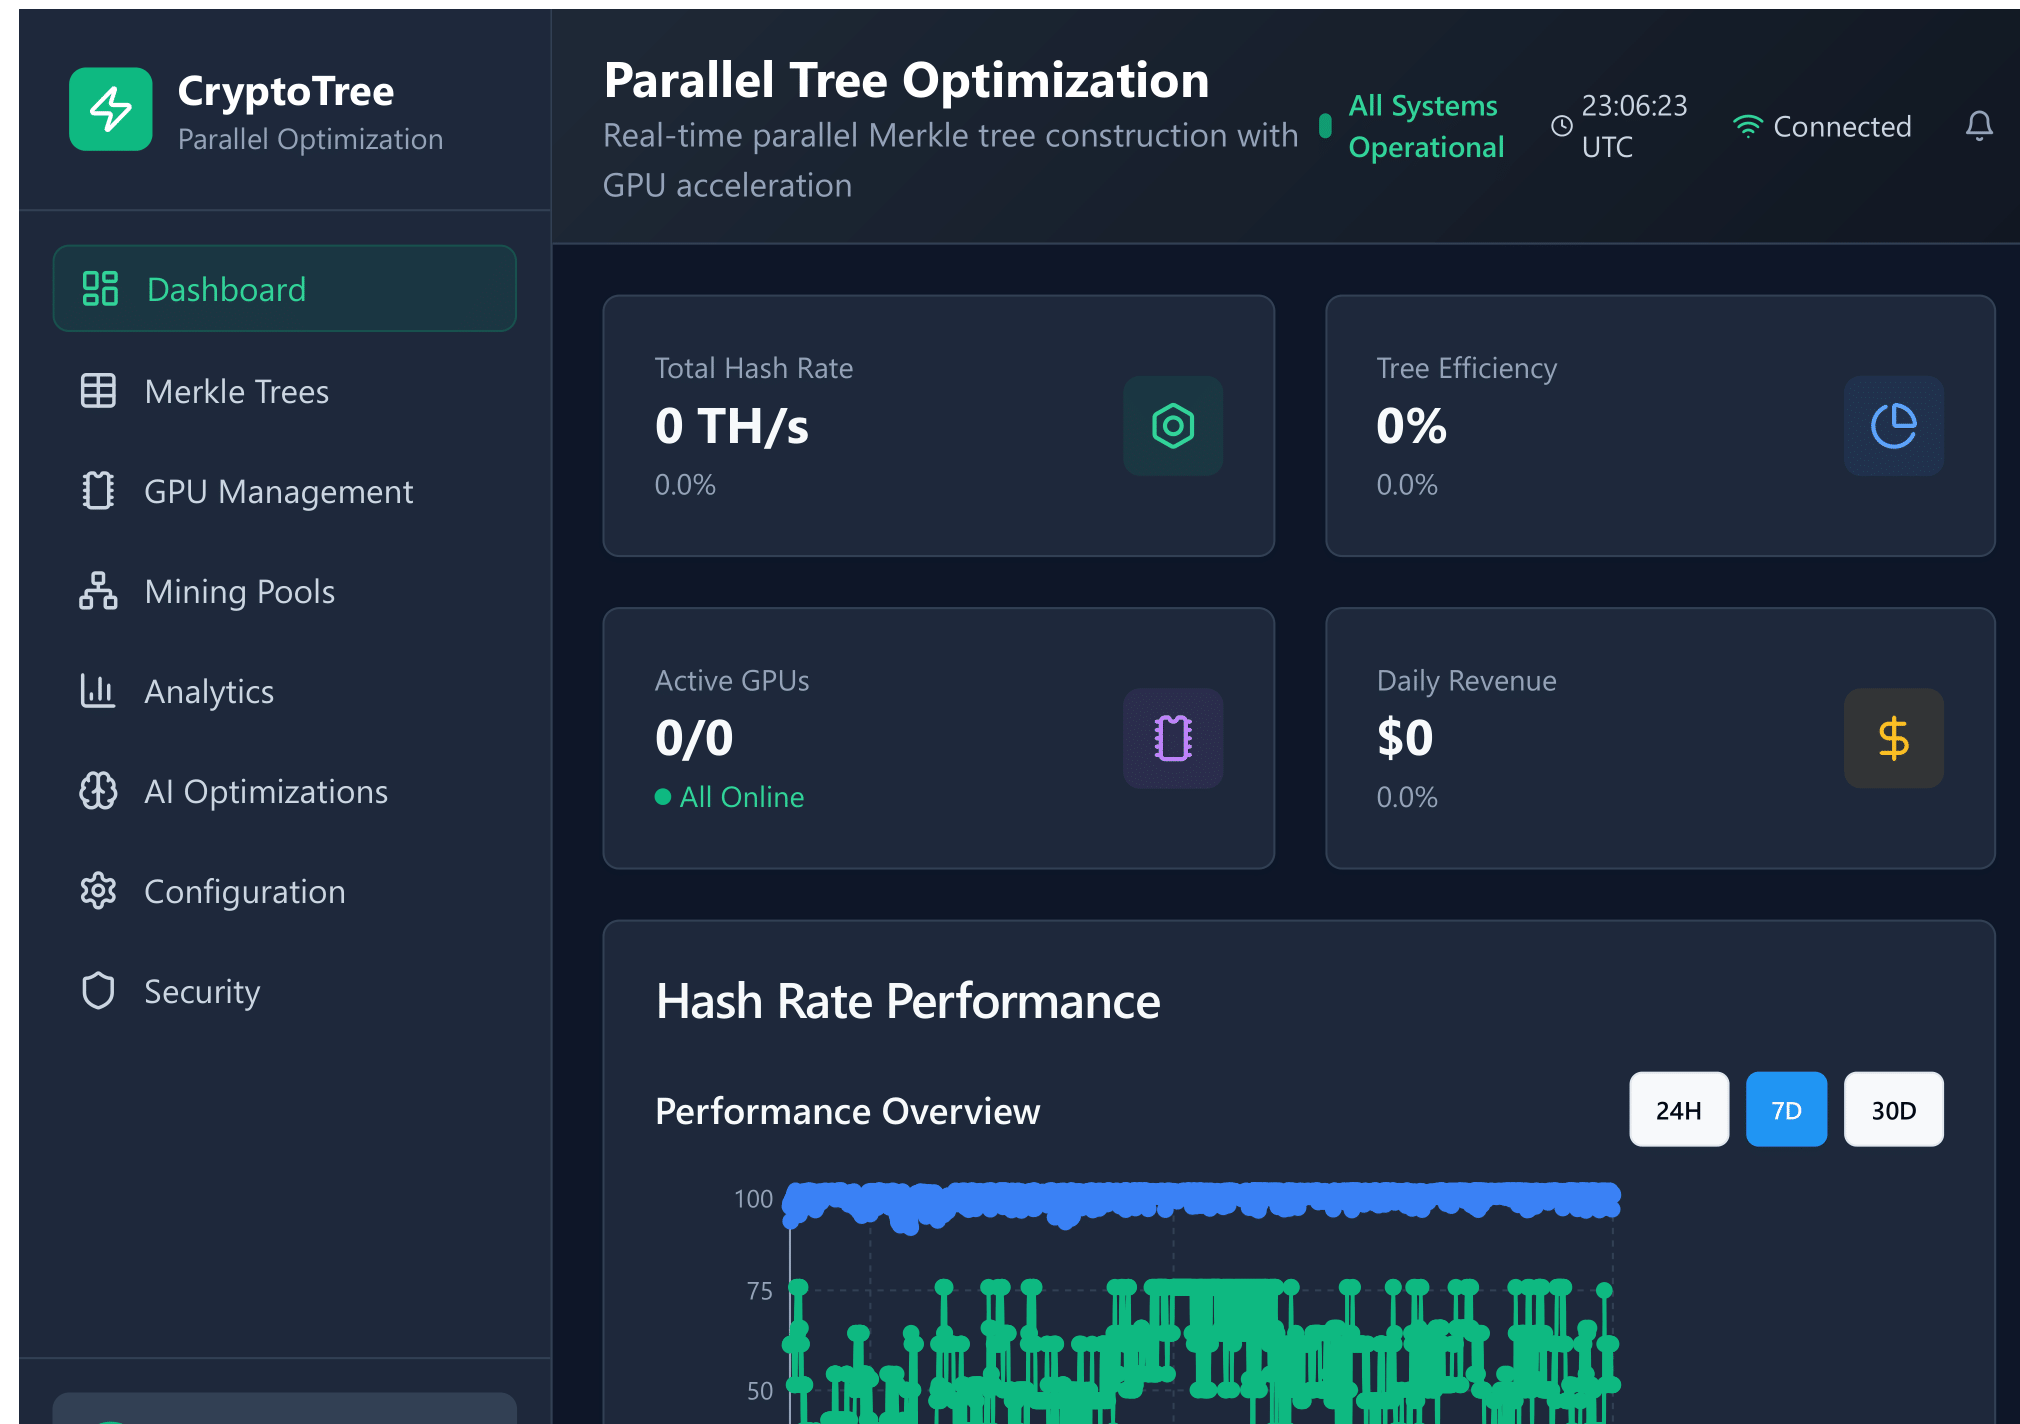 CryptoTree
Parallel Optimization
Dashboard
Merkle Trees
GPU Management
Mining Pools
Analytics
AI Optimizations
Configuration
Security
Parallel Tree Optimization
Real-time parallel Merkle tree construction with
GPU acceleration
All Systems
Operational
23:06:23
UTC
Connected
Total Hash Rate
0 TH/s
0.0%
Tree Efficiency
0%
0.0%
Active GPUs
0/0
All Online
Daily Revenue
$0
0.0%
Hash Rate Performance
Performance Overview
24H
7D
30D
100
75
50